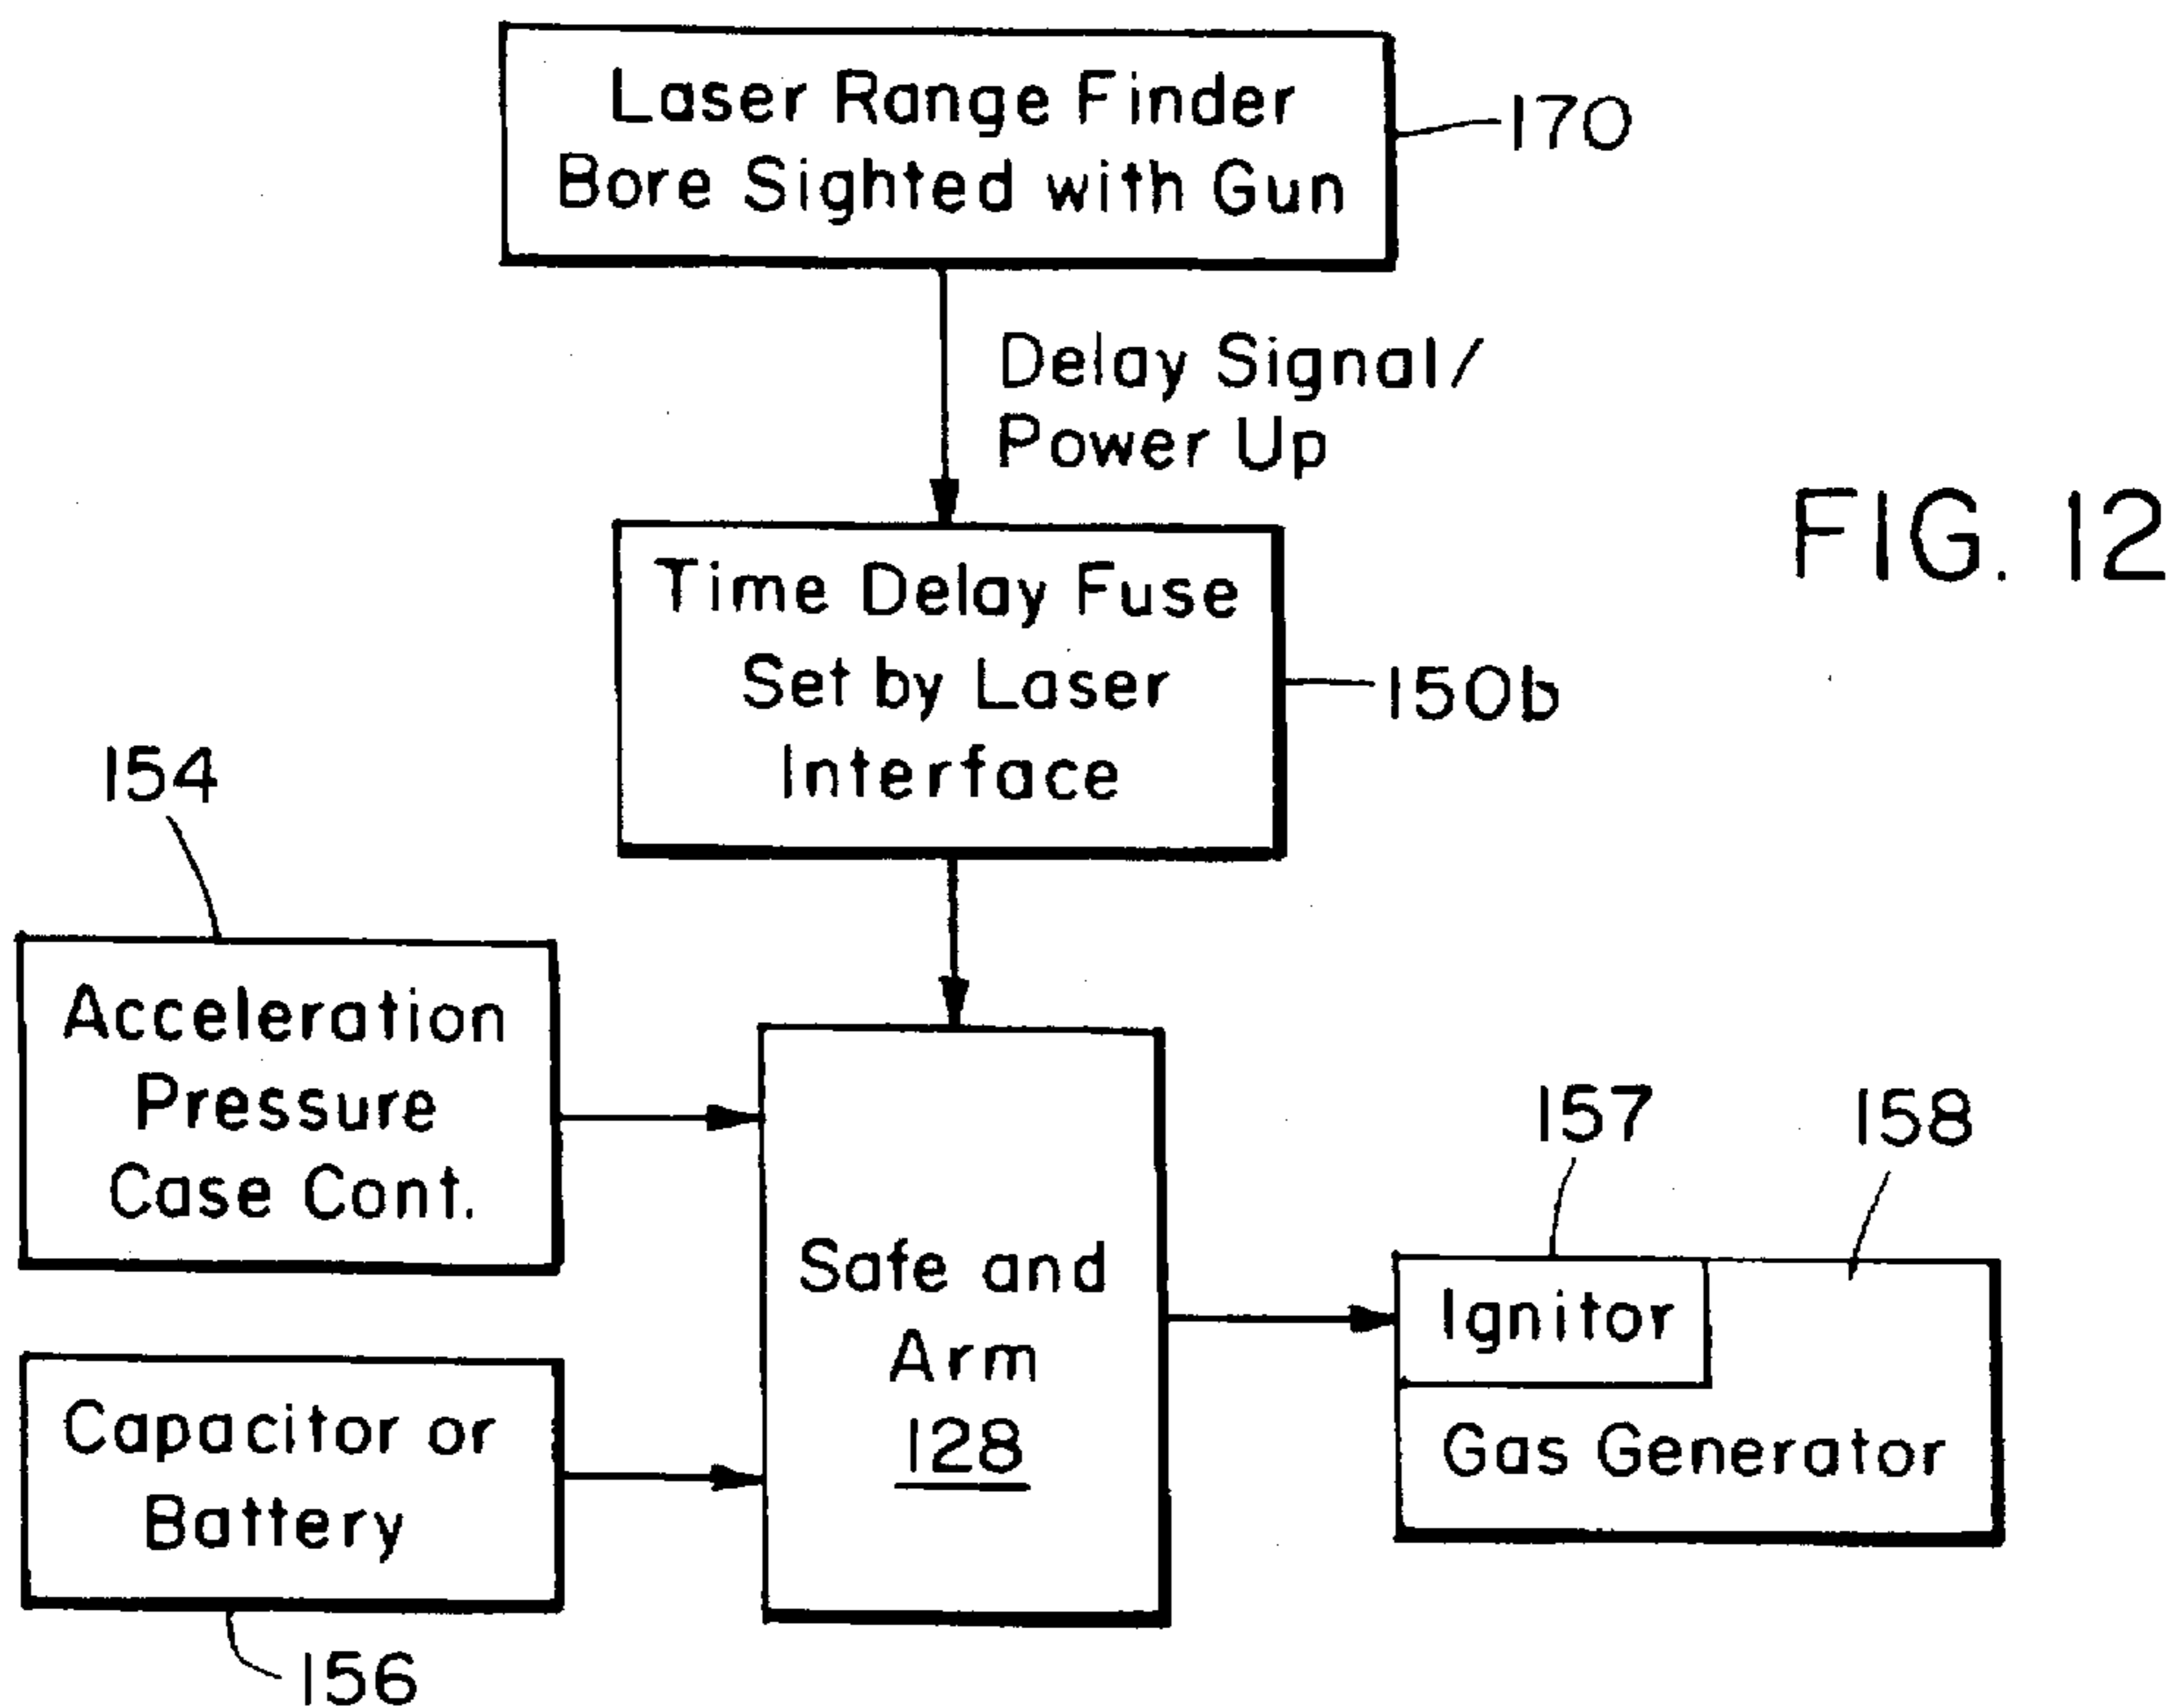 Laser Range Finder
Bore Sighted with Gun
170
Delay Signal/
Power Up
FIG. 12
Time Delay Fuse
Set by Laser
Interface
150b
154
Acceleration
Pressure
Case Cont.
Safe and
Arm
128
157
158
Ignitor
Gas Generator
Capacitor or
Battery
156